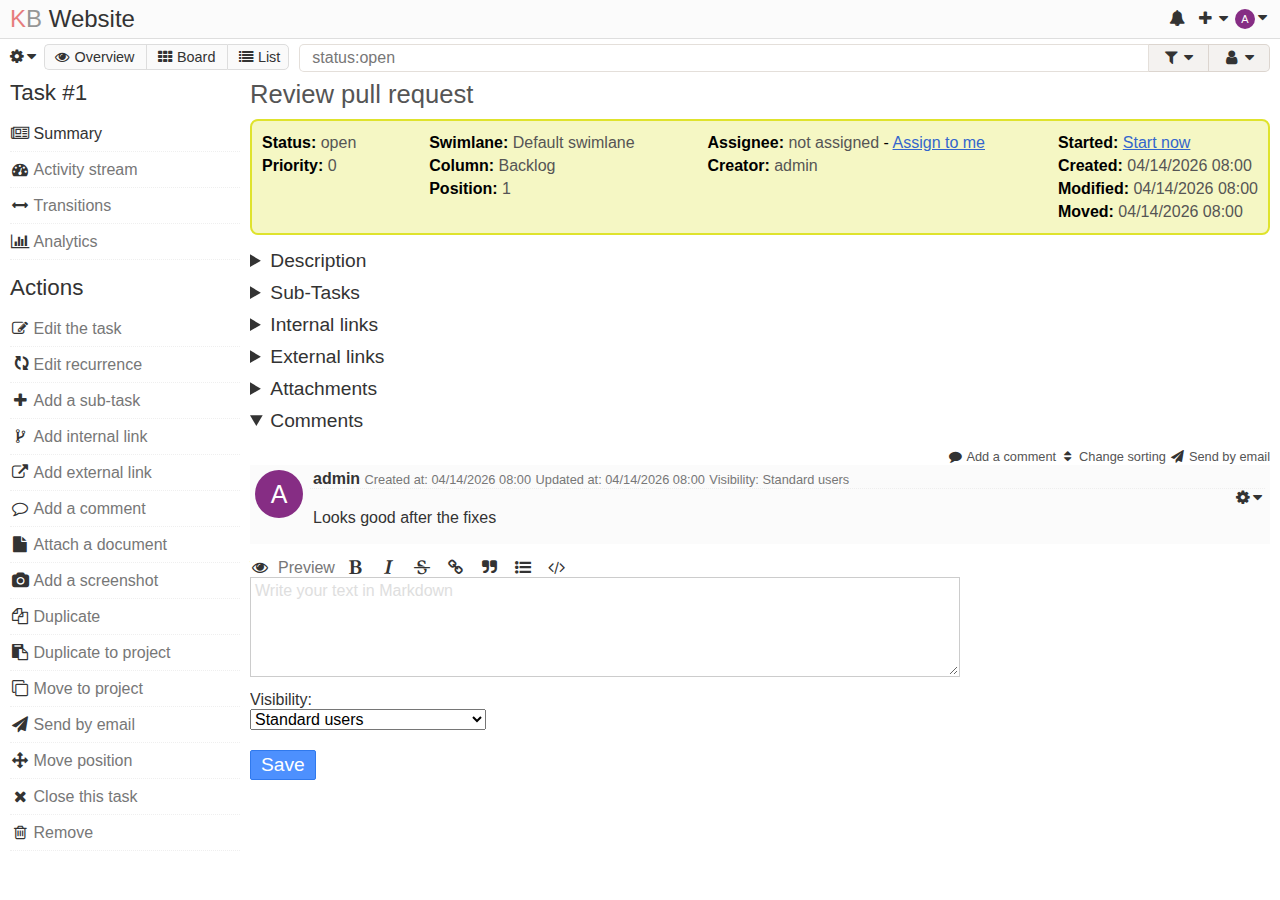 KB Website
A
Overview
Board
List
status:open
Task #1
Summary
Activity stream
Transitions
Analytics
Actions
Edit the task
Edit recurrence
Add a sub-task
Add internal link
Add external link
Add a comment
Attach a document
Add a screenshot
Duplicate
Duplicate to project
Move to project
Send by email
Move position
Close this task
Remove
Review pull request
Status: open
Priority: 0
Swimlane: Default swimlane
Column: Backlog
Position: 1
Assignee: not assigned - Assign to me
Creator: admin
Started: Start now
Created: 04/14/2026 08:00
Modified: 04/14/2026 08:00
Moved: 04/14/2026 08:00
Description
Sub-Tasks
Internal links
External links
Attachments
Comments
Add a comment Change sorting Send by email
A
admin Created at: 04/14/2026 08:00 Updated at: 04/14/2026 08:00 Visibility: Standard users
Looks good after the fixes
Preview B I S
Write your text in Markdown
Visibility:
Standard users
Save